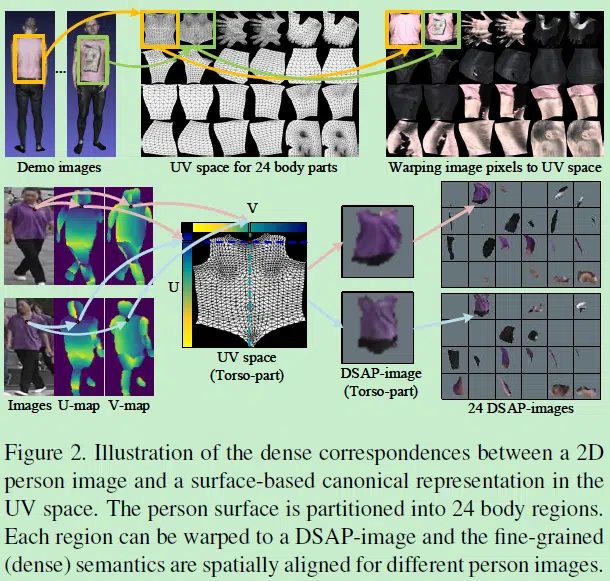 ...
Demo images
UV space for 24 body parts
Warping image pixels to UV space
V
U
UV space
(Torso-part)
DSAP-image
(Torso-part)
Images U-map V-map
24 DSAP-images
Figure 2. Illustration of the dense correspondences between a 2D
person image and a surface-based canonical representation in the
UV space. The person surface is partitioned into 24 body regions.
Each region can be warped to a DSAP-image and the fine-grained
(dense) semantics are spatially aligned for different person images.